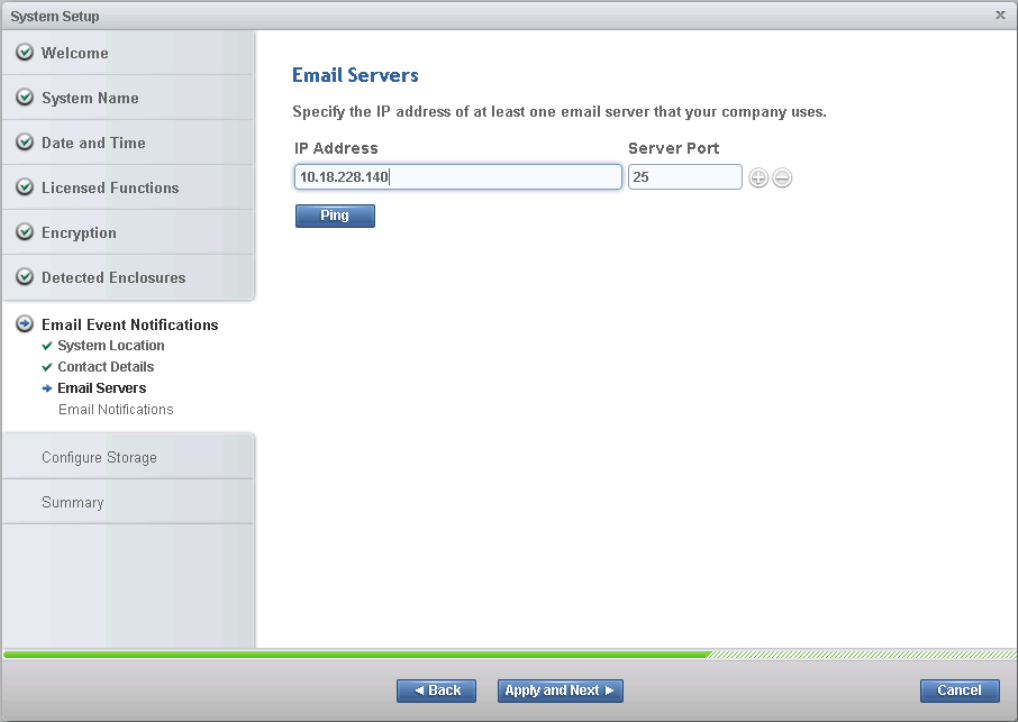 System Setup
x
Welcome
System Name
Date and Time
Licensed Functions
Encryption
Detected Enclosures
Email Event Notifications
System Location
Contact Details
Email Servers
Email Notifications
Configure Storage
Summary
Email Servers
Specify the IP address of at least one email server that your company uses.
IP Address Server Port
10.18.228.140 25
Ping
Back Apply and Next Cancel